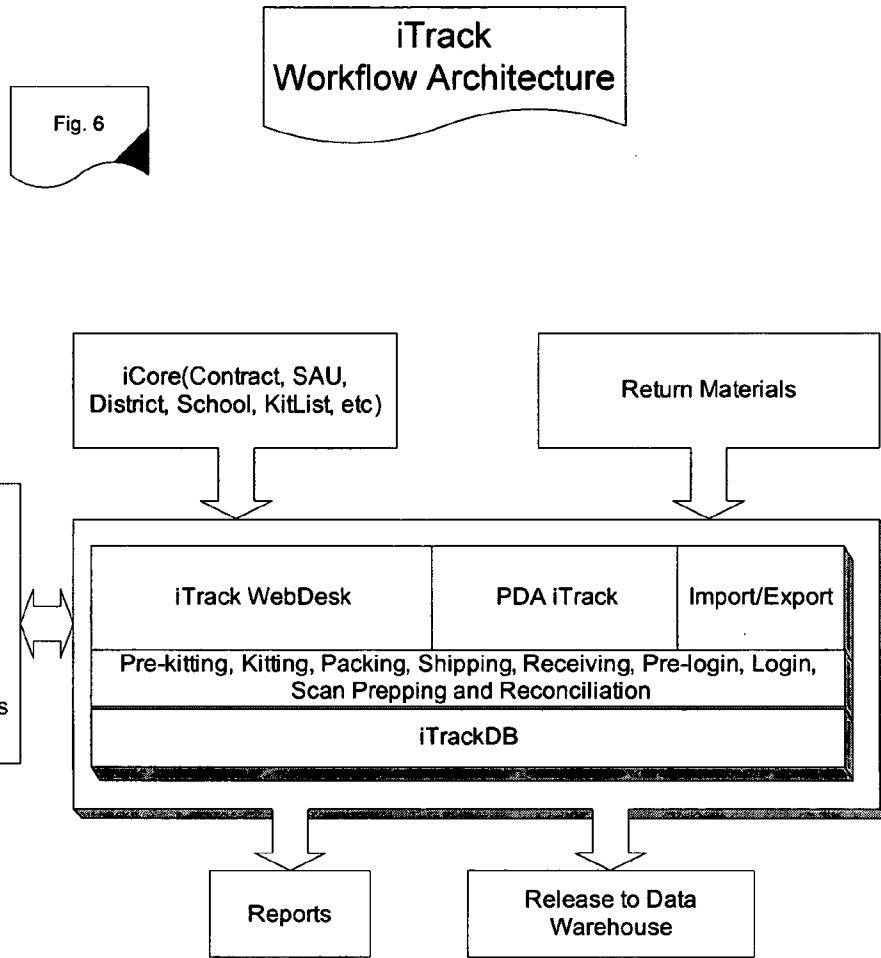 iTrack
Workflow Architecture
Fig. 6
iCore(Contract, SAU,
District, School, KitList, etc)
Return Materials
iTrack WebDesk
PDA iTrack
Import/Export
Pre-kitting, Kitting, Packing, Shipping, Receiving, Pre-login, Login,
Scan Prepping and Reconciliation
s
iTrackDB
Reports
Release to Data
Warehouse